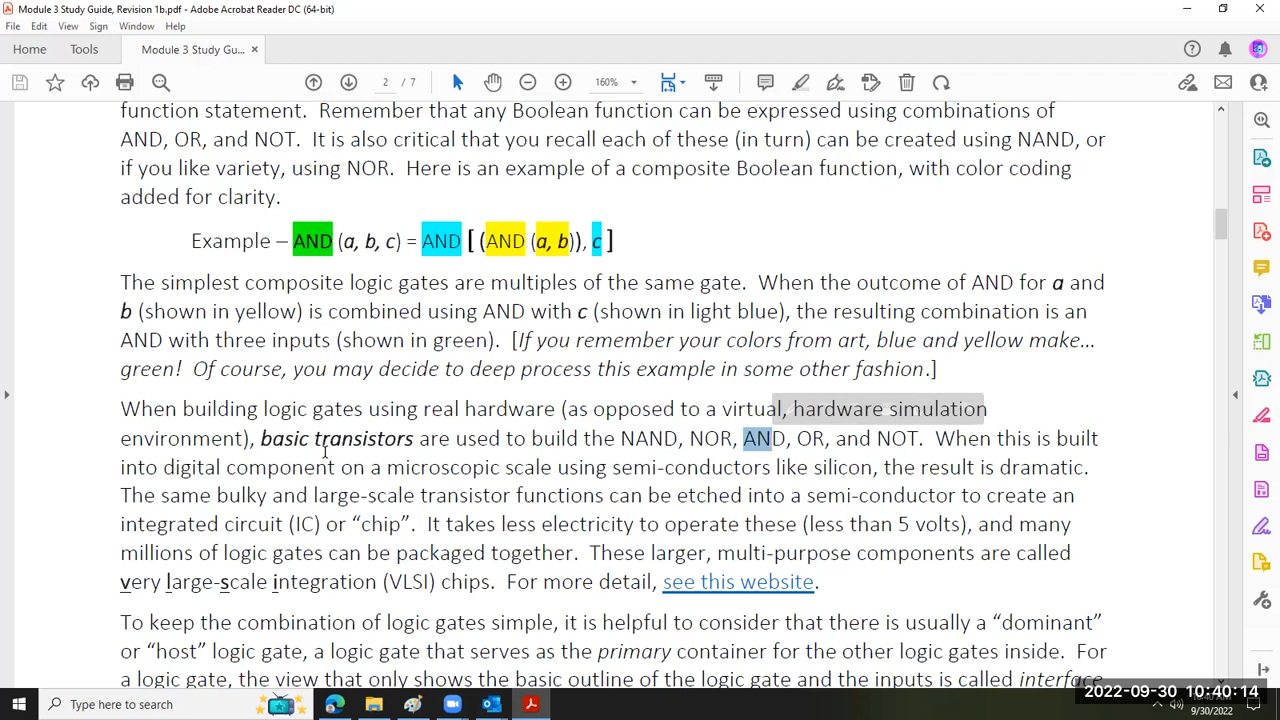 Module 3 Study Guide, Revision 1b.pdf - Adobe Acrobat Reader DC (64-bit)
File Edit View Sign Window Help
Home Tools Module 3 Study Gu... ×
2 / 7 160%
function statement. Remember that any Boolean function can be expressed using combinations of
AND, OR, and NOT. It is also critical that you recall each of these (in turn) can be created using NAND, or
if you like variety, using NOR. Here is an example of a composite Boolean function, with color coding
added for clarity.
Example – AND (a, b, c) = AND [ (AND (a, b)), c ]
The simplest composite logic gates are multiples of the same gate. When the outcome of AND for a and
b (shown in yellow) is combined using AND with c (shown in light blue), the resulting combination is an
AND with three inputs (shown in green). [If you remember your colors from art, blue and yellow make…
green! Of course, you may decide to deep process this example in some other fashion.]
When building logic gates using real hardware (as opposed to a virtual, hardware simulation
environment), basic transistors are used to build the NAND, NOR, AND, OR, and NOT. When this is built
into digital component on a microscopic scale using semi-conductors like silicon, the result is dramatic.
The same bulky and large-scale transistor functions can be etched into a semi-conductor to create an
integrated circuit (IC) or “chip”. It takes less electricity to operate these (less than 5 volts), and many
millions of logic gates can be packaged together. These larger, multi-purpose components are called
very large-scale integration (VLSI) chips. For more detail, see this website.
To keep the combination of logic gates simple, it is helpful to consider that there is usually a “dominant”
or “host” logic gate, a logic gate that serves as the primary container for the other logic gates inside. For
a logic gate, the view that only shows the basic outline of the logic gate and the inputs is called interface
2022-09-30 10:40:14
Type here to search
9/30/2022